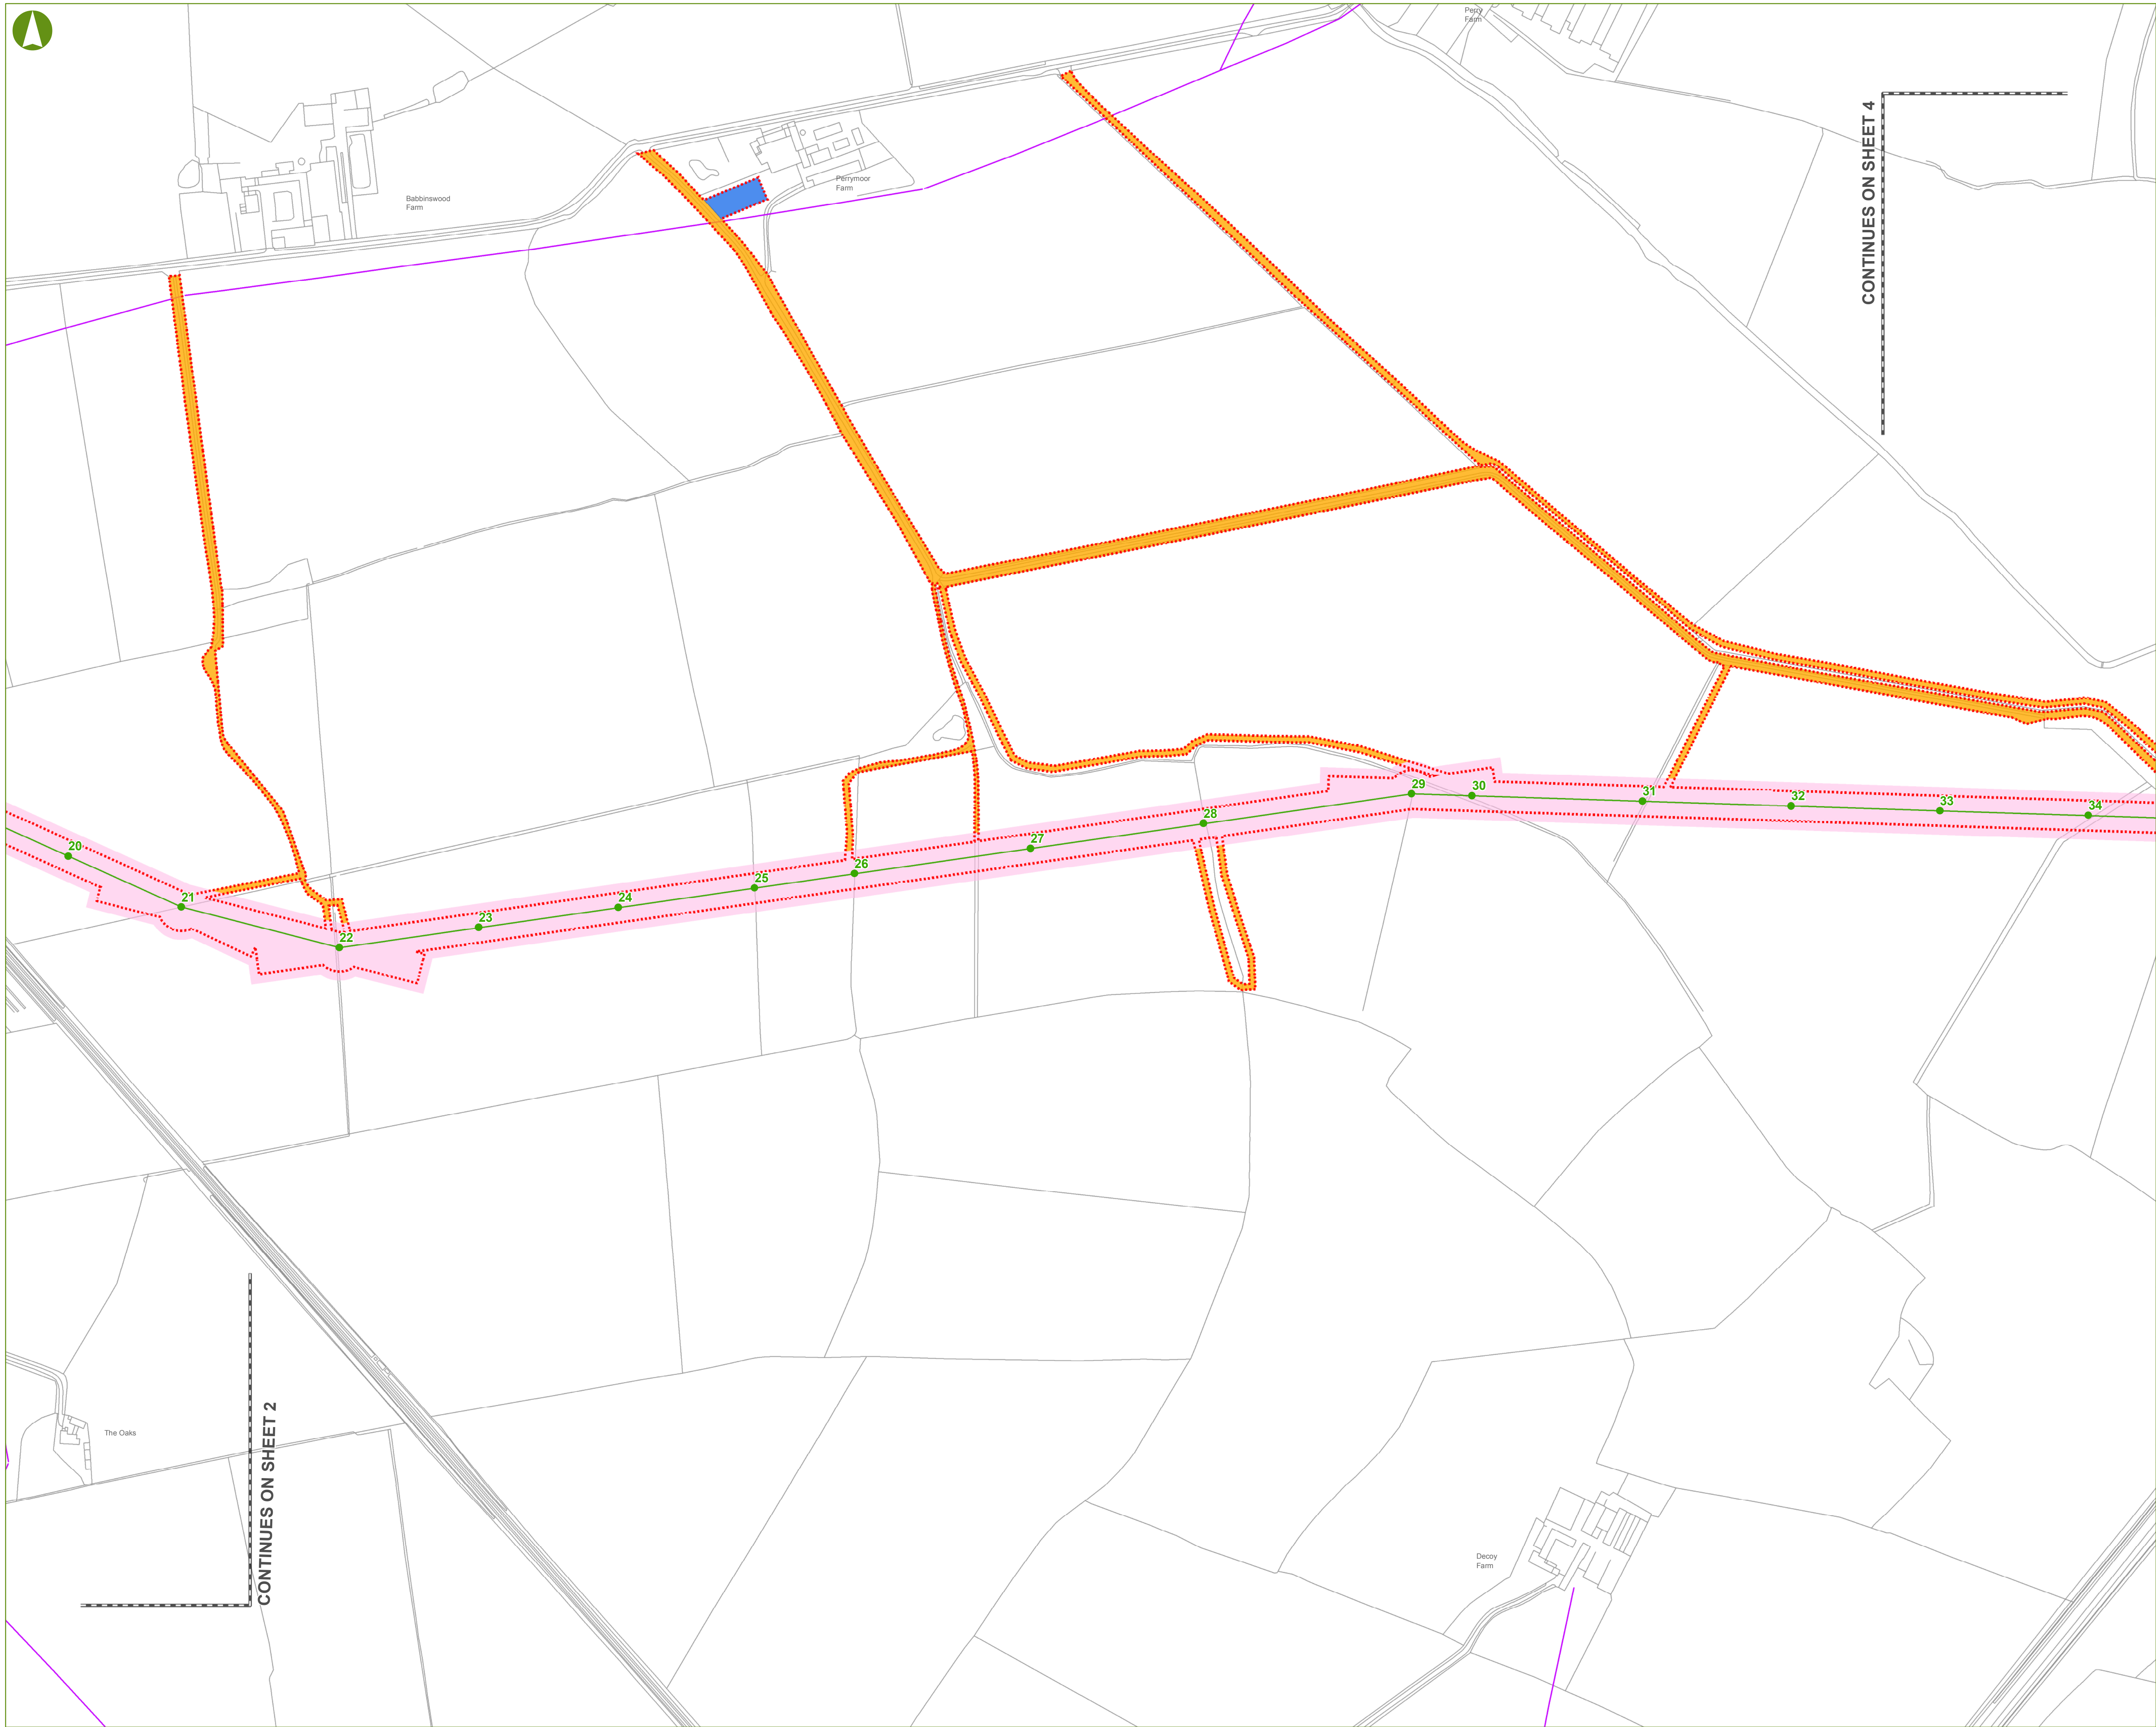 Perry
Farm
CONTINUES ON SHEET 4
Babbinswood
Farm
Perrymoor
Farm
20
21
22
23
24
25
26
27
28
29
30
31
32
33
34
The Oaks
CONTINUES ON SHEET 2
Decoy
Farm